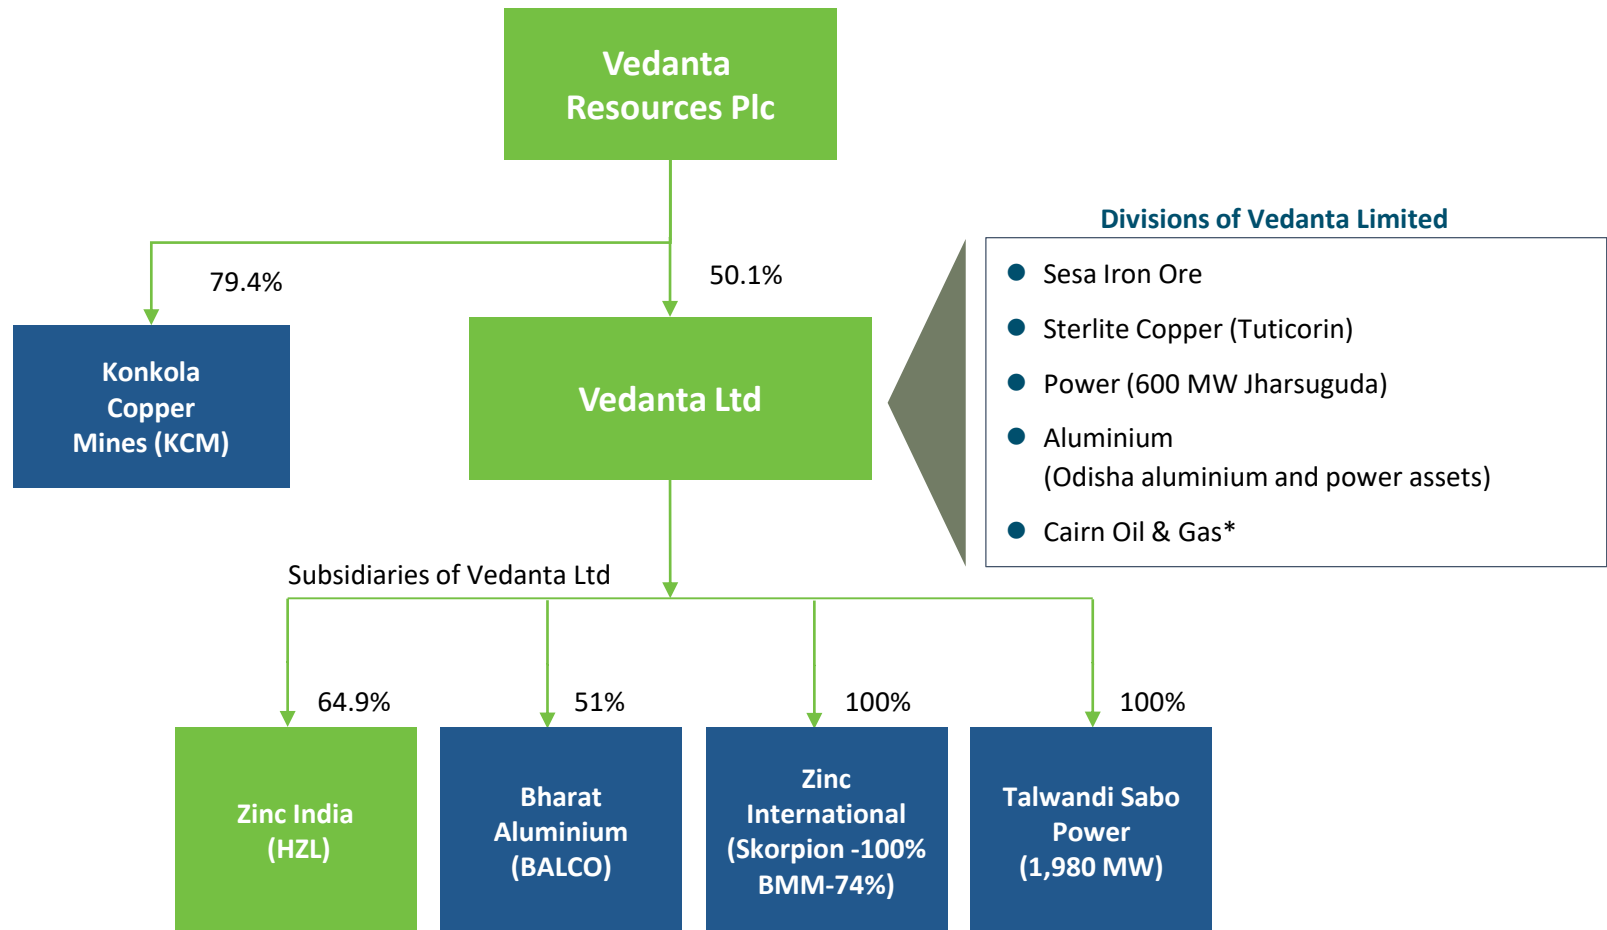 Vedanta
Resources Plc
79.4%
50.1%
Konkola
Copper
Mines (KCM)
Vedanta Ltd
Divisions of Vedanta Limited
Sesa Iron Ore
Sterlite Copper (Tuticorin)
Power (600 MW Jharsuguda)
Aluminium
(Odisha aluminium and power assets)
Cairn Oil & Gas*
Subsidiaries of Vedanta Ltd
64.9%
51%
100%
100%
Zinc India
(HZL)
Bharat
Aluminium
(BALCO)
Zinc
International
(Skorpion -100%
BMM-74%)
Talwandi Sabo
Power
(1,980 MW)